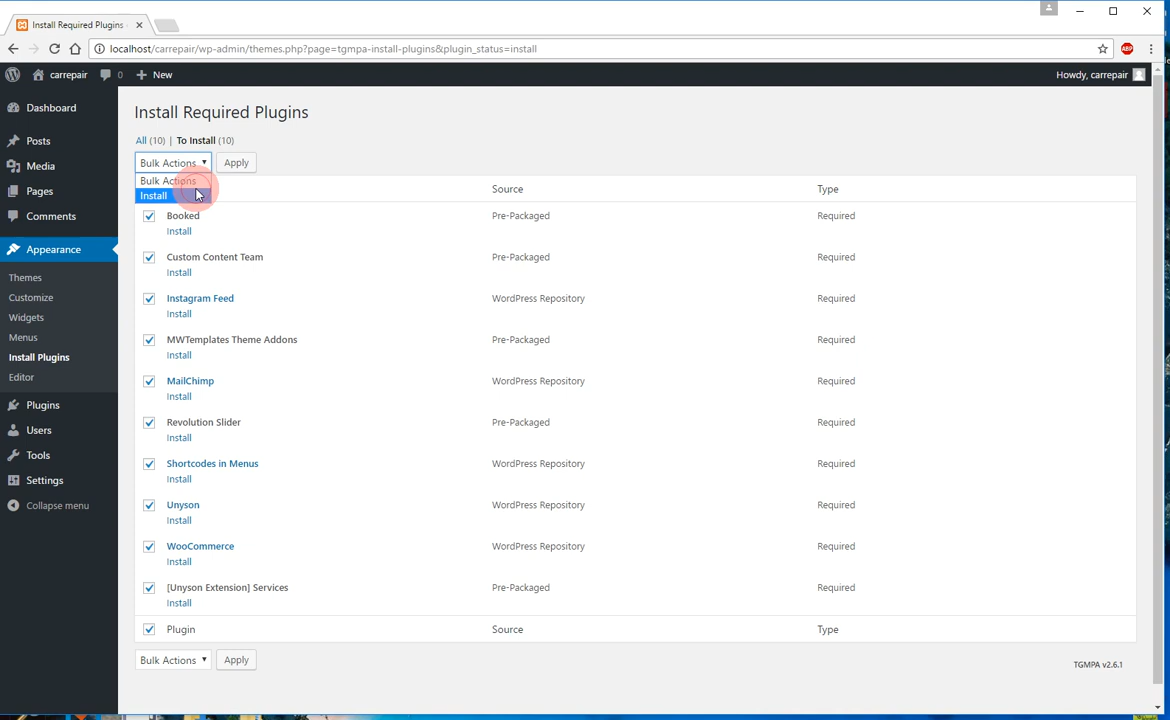 Install Required Plugins
localhost/carrepair/wp-admin/themes.php?page=tgmpa-install-plugins&plugin_status=install
ABP
carrepair 0 New Howdy, carrepair
Dashboard
Posts
Media
Pages
Comments
Appearance
Themes
Customize
Widgets
Menus
Install Plugins
Editor
Plugins
Users
Tools
Settings
Collapse menu
Install Required Plugins
All (10) | To Install (10)
Bulk Actions Apply
Bulk Actions
Install
Source Type
Booked Pre-Packaged Required
Install
Custom Content Team Pre-Packaged Required
Install
Instagram Feed WordPress Repository Required
Install
MWTemplates Theme Addons Pre-Packaged Required
Install
MailChimp WordPress Repository Required
Install
Revolution Slider Pre-Packaged Required
Install
Shortcodes in Menus WordPress Repository Required
Install
Unyson WordPress Repository Required
Install
WooCommerce WordPress Repository Required
Install
[Unyson Extension] Services Pre-Packaged Required
Install
Plugin Source Type
Bulk Actions Apply
TGMPA v2.6.1